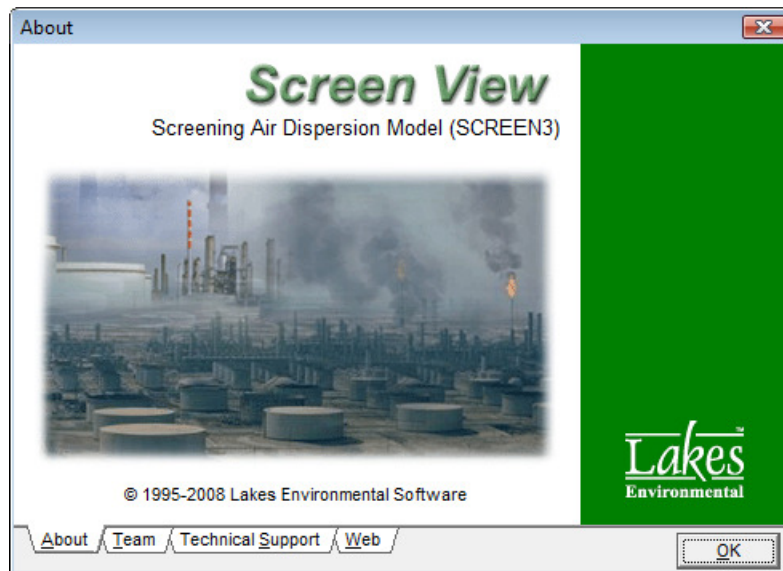 About
Screen View
Screening Air Dispersion Model (SCREEN3)
Lakes™
Environmental
© 1995-2008 Lakes Environmental Software
About
Team
Technical Support
Web
OK